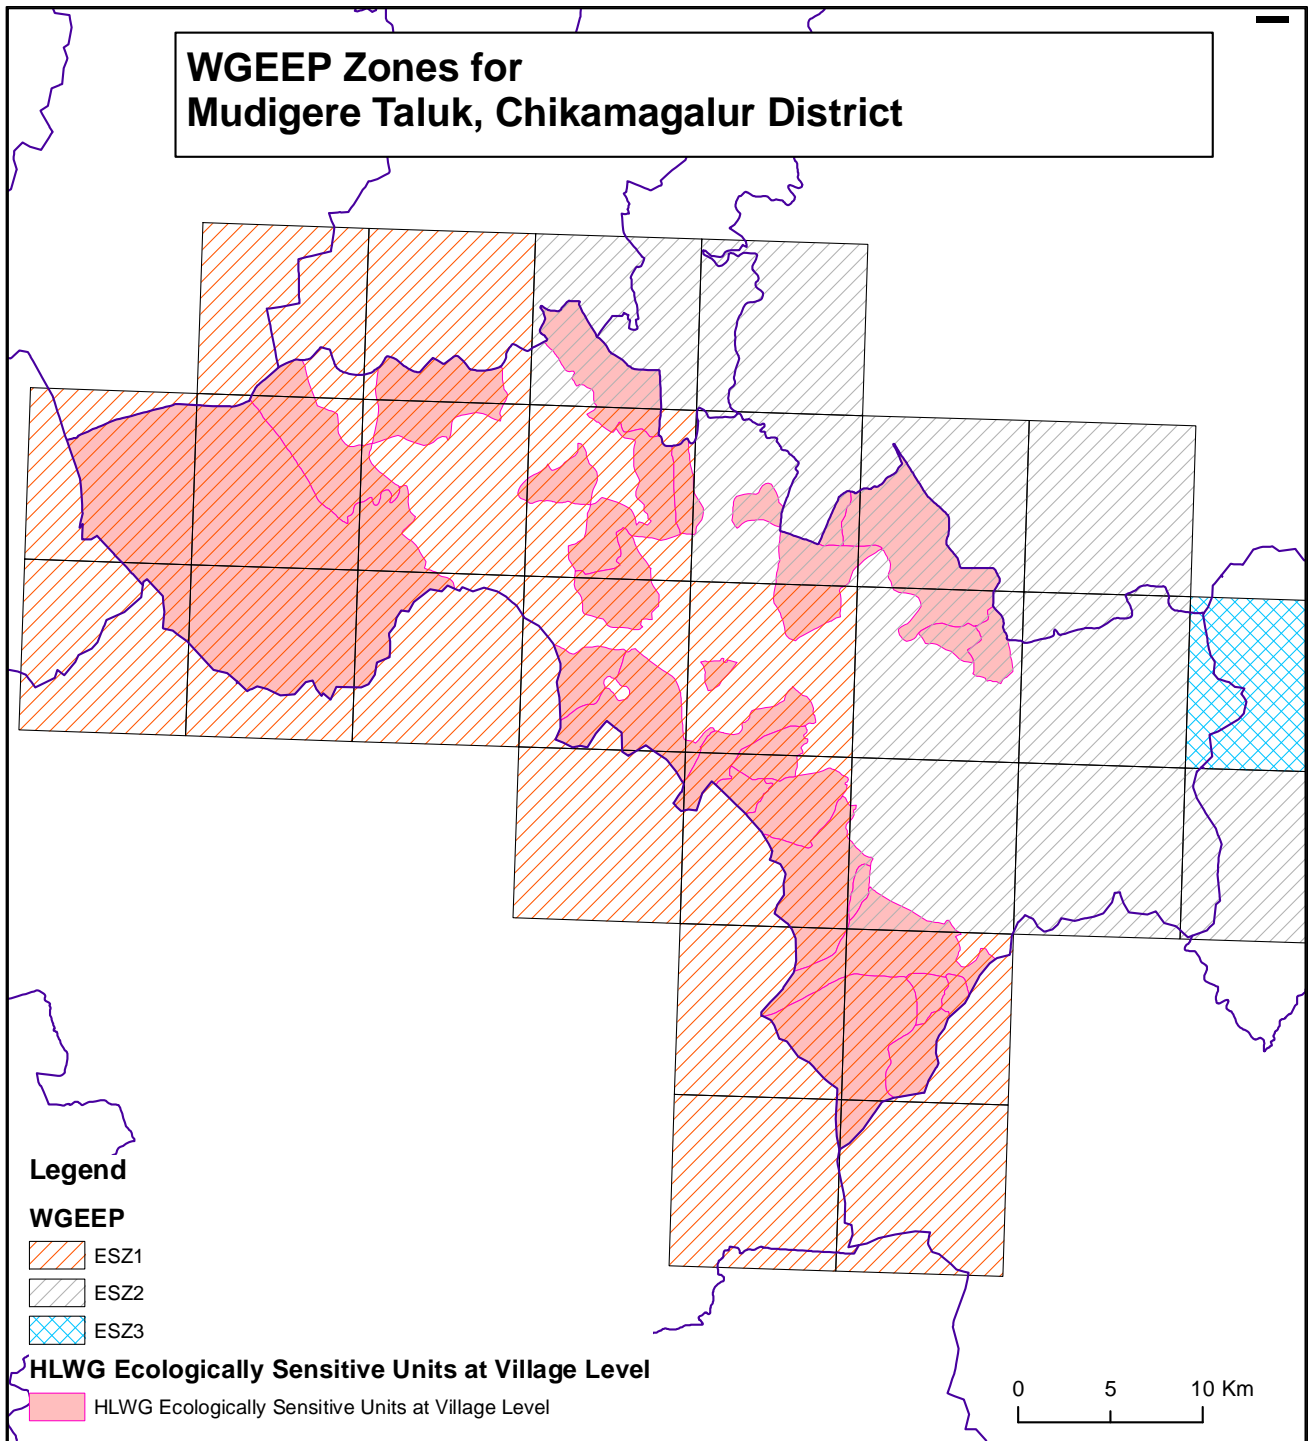 WGEEP Zones for
Mudigere Taluk, Chikamagalur District
Legend
WGEEP
ESZ1
ESZ2
ESZ3
HLWG Ecologically Sensitive Units at Village Level
HLWG Ecologically Sensitive Units at Village Level
0 5 10 Km